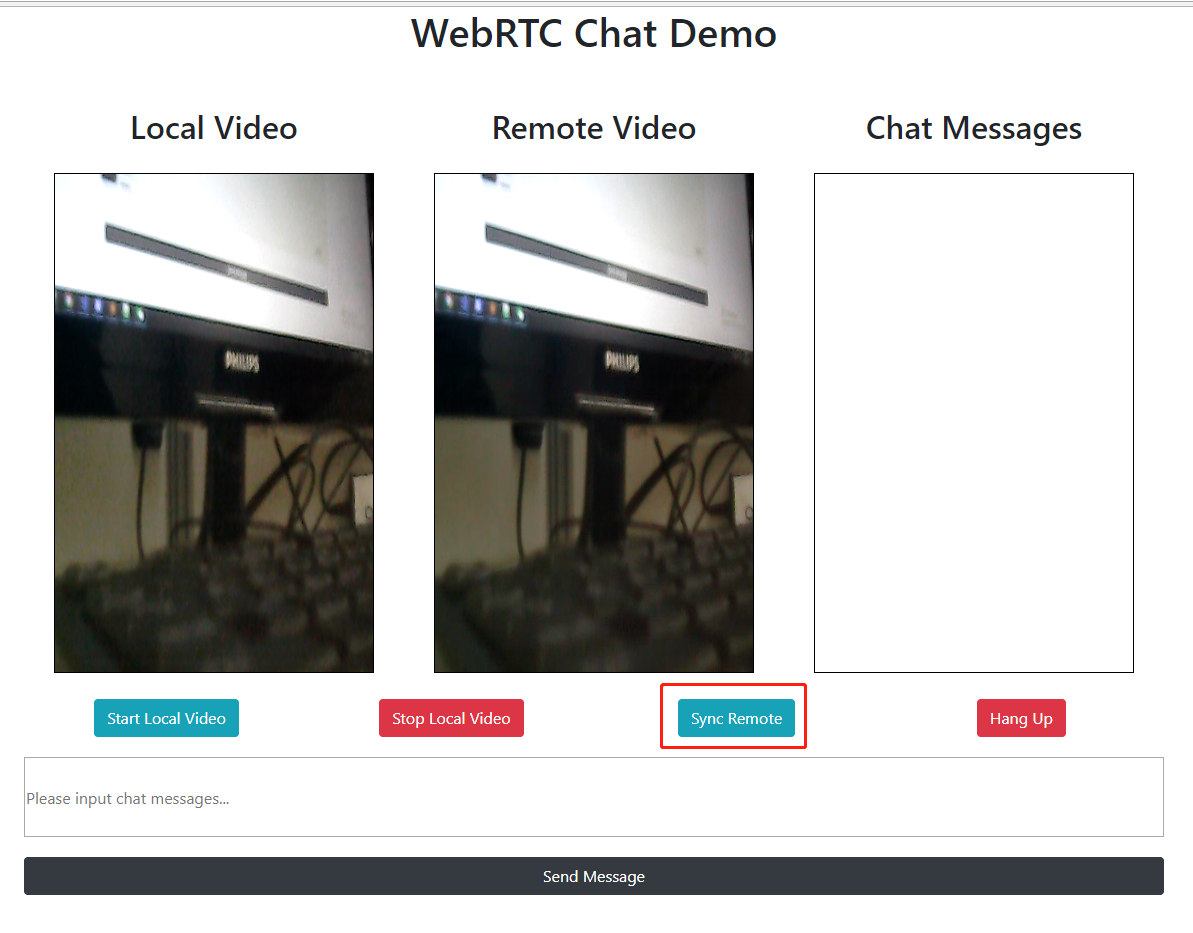 WebRTC Chat Demo
Local Video
Remote Video
Chat Messages
PHILIPS
PHILIPS
Start Local Video
Stop Local Video
Sync Remote
Hang Up
Please input chat messages...
Send Message